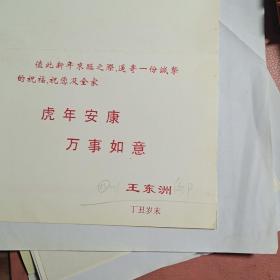 值此新年来临之际，遥寄一份诚挚
的祝福，祝您及全家
虎年安康
万事如意
王东洲
丁丑岁末